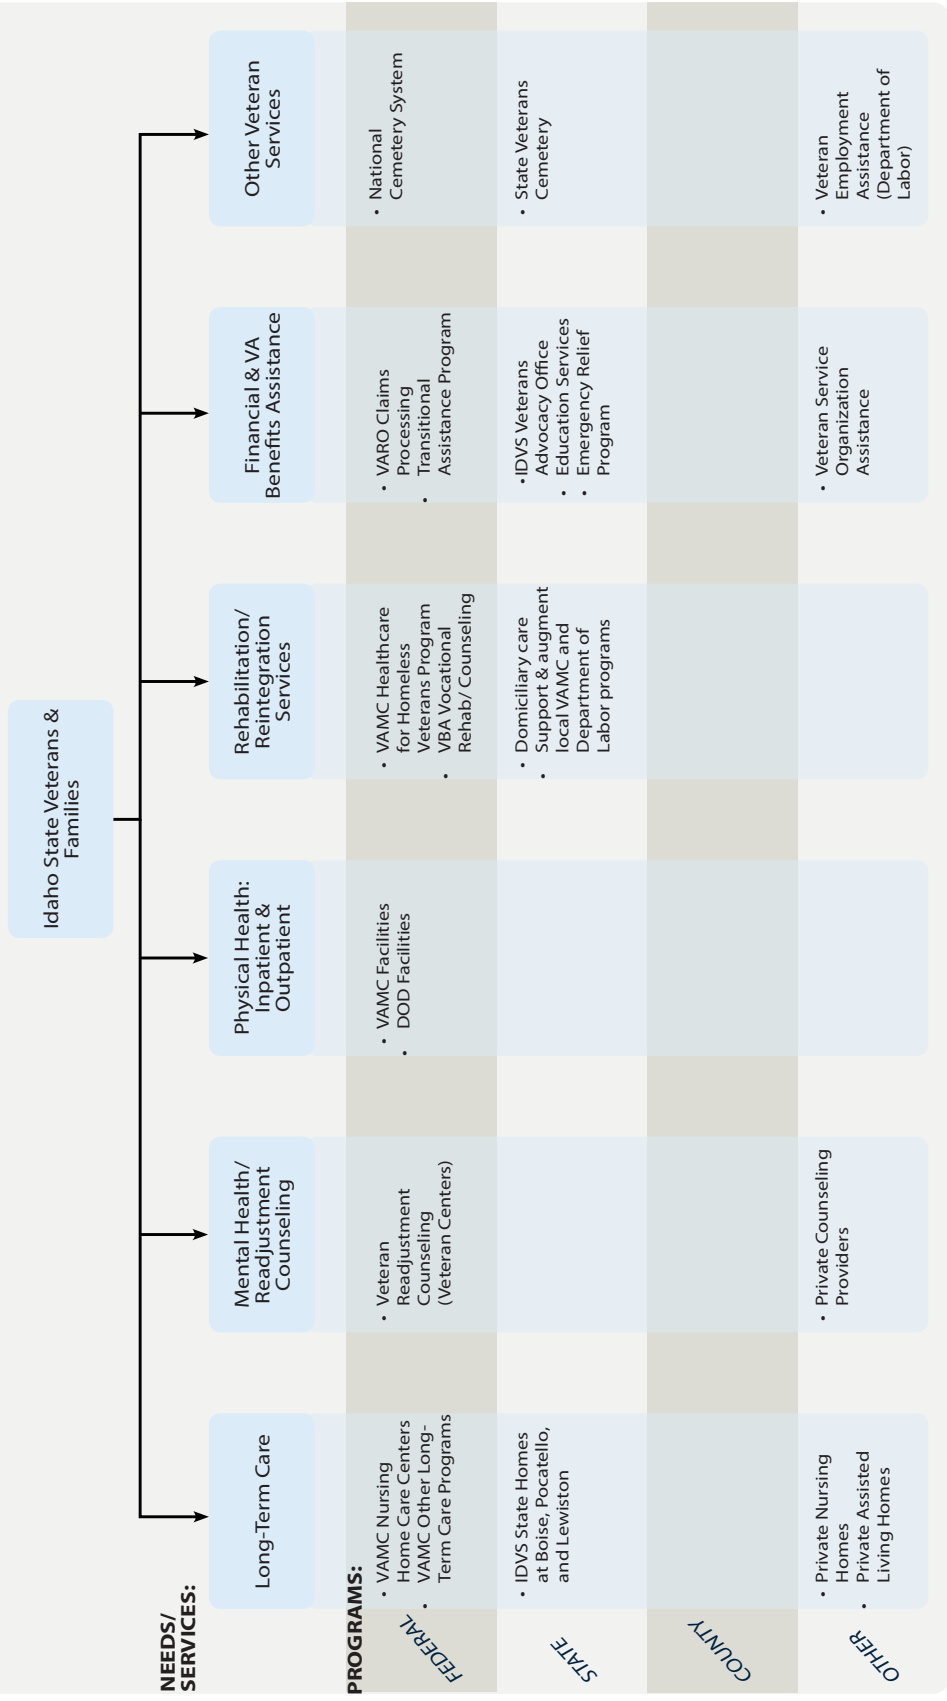 Idaho State Veterans &
Families
NEEDS/
SERVICES:
Long-Term Care
Mental Health/
Readjustment
Counseling
Physical Health:
Inpatient &
Outpatient
Rehabilitation/
Reintegration
Services
Financial & VA
Benefits Assistance
Other Veteran
Services
PROGRAMS:
FEDERAL
• VAMC Nursing
Home Care Centers
• VAMC Other Long-
Term Care Programs
• Veteran
Readjustment
Counseling
(Veteran Centers)
• VAMC Facilities
• DOD Facilities
• VAMC Healthcare
for Homeless
Veterans Program
• VBA Vocational
Rehab/ Counseling
• VARO Claims
Processing
• Transitional
Assistance Program
• National
Cemetery System
STATE
• IDVS State Homes
at Boise, Pocatello,
and Lewiston
• Domiciliary care
• Support & augment
local VAMC and
Department of
Labor programs
•IDVS Veterans
Advocacy Office
• Education Services
• Emergency Relief
Program
• State Veterans
Cemetery
COUNTY
OTHER
• Private Nursing
Homes
• Private Assisted
Living Homes
• Private Counseling
Providers
• Veteran Service
Organization
Assistance
• Veteran
Employment
Assistance
(Department of
Labor)